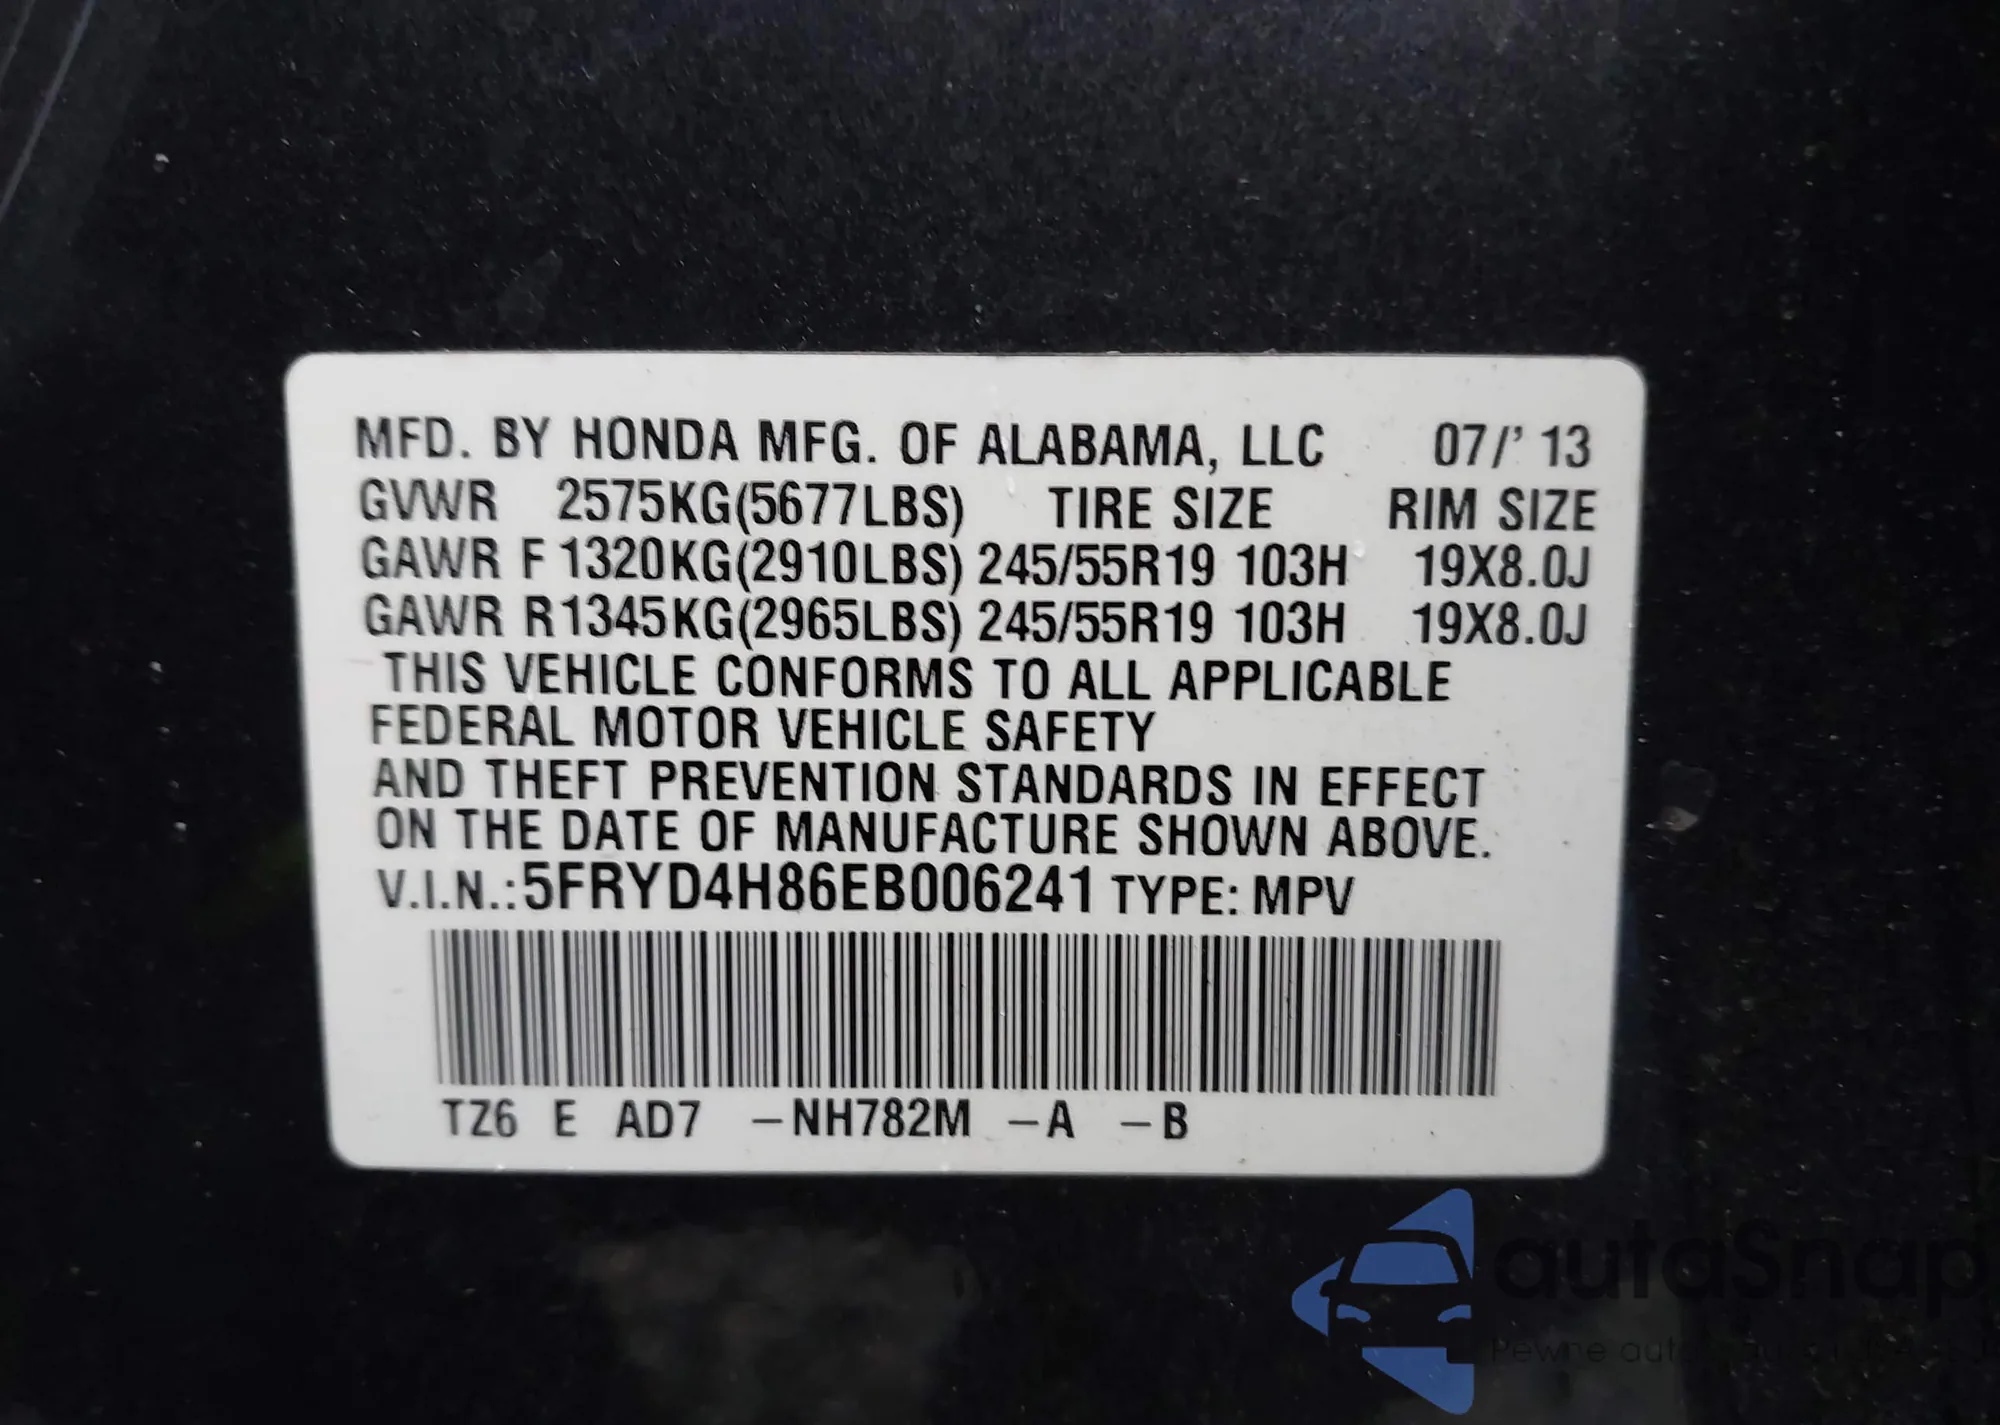 MFD. BY HONDA MFG. OF ALABAMA, LLC 07/' 13
GVWR 2575KG(5677LBS) TIRE SIZE RIM SIZE
GAWR F 1320KG(2910LBS) 245/55R19 103H 19X8.0J
GAWR R1345KG(2965LBS) 245/55R19 103H 19X8.0J
THIS VEHICLE CONFORMS TO ALL APPLICABLE
FEDERAL MOTOR VEHICLE SAFETY
AND THEFT PREVENTION STANDARDS IN EFFECT
ON THE DATE OF MANUFACTURE SHOWN ABOVE.
V.I.N.:5FRYD4H86EB006241 TYPE: MPV
TZ6 E AD7 -NH782M -A -B
autaSnap
Pewne